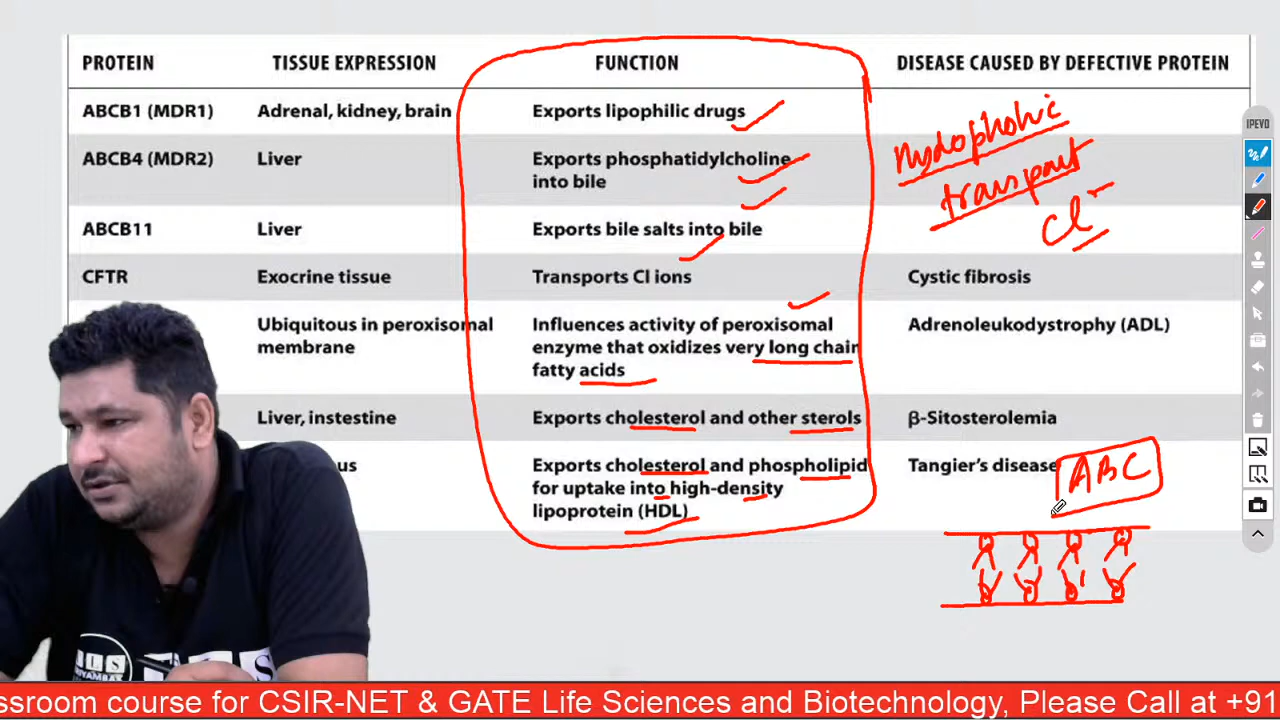 PROTEIN TISSUE EXPRESSION FUNCTION DISEASE CAUSED BY DEFECTIVE PROTEIN
ABCB1 (MDR1) Adrenal, kidney, brain Exports lipophilic drugs
ABCB4 (MDR2) Liver Exports phosphatidylcholine
into bile
ABCB11 Liver Exports bile salts into bile
CFTR Exocrine tissue Transports Cl ions Cystic fibrosis
Ubiquitous in peroxisomal Influences activity of peroxisomal Adrenoleukodystrophy (ADL)
membrane enzyme that oxidizes very long chain
fatty acids
Liver, instestine Exports cholesterol and other sterols β-Sitosterolemia
us Exports cholesterol and phospholipid Tangier's disease
for uptake into high-density
lipoprotein (HDL)
Hydophobic
transport
Cl⁻
ABC
IPEVO
ssroom course for CSIR-NET & GATE Life Sciences and Biotechnology, Please Call at +91